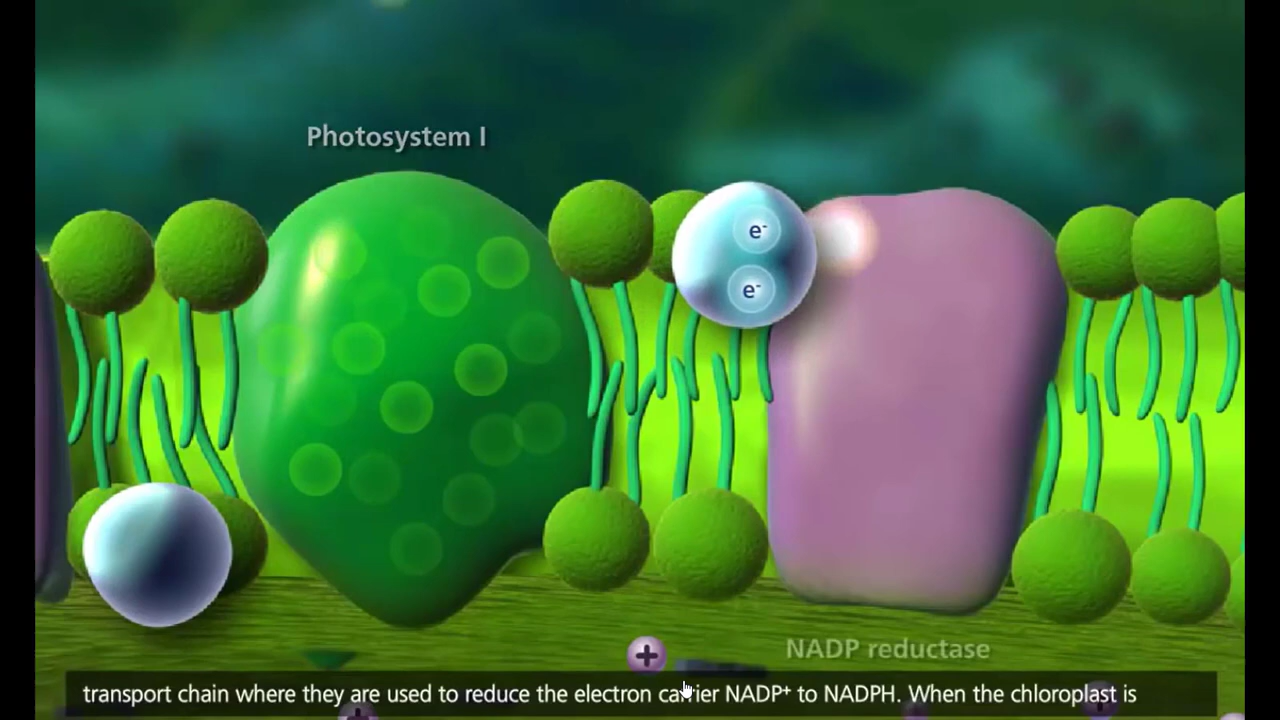 Photosystem I
e-
e-
+
NADP reductase
transport chain where they are used to reduce the electron carrier NADP⁺ to NADPH. When the chloroplast is